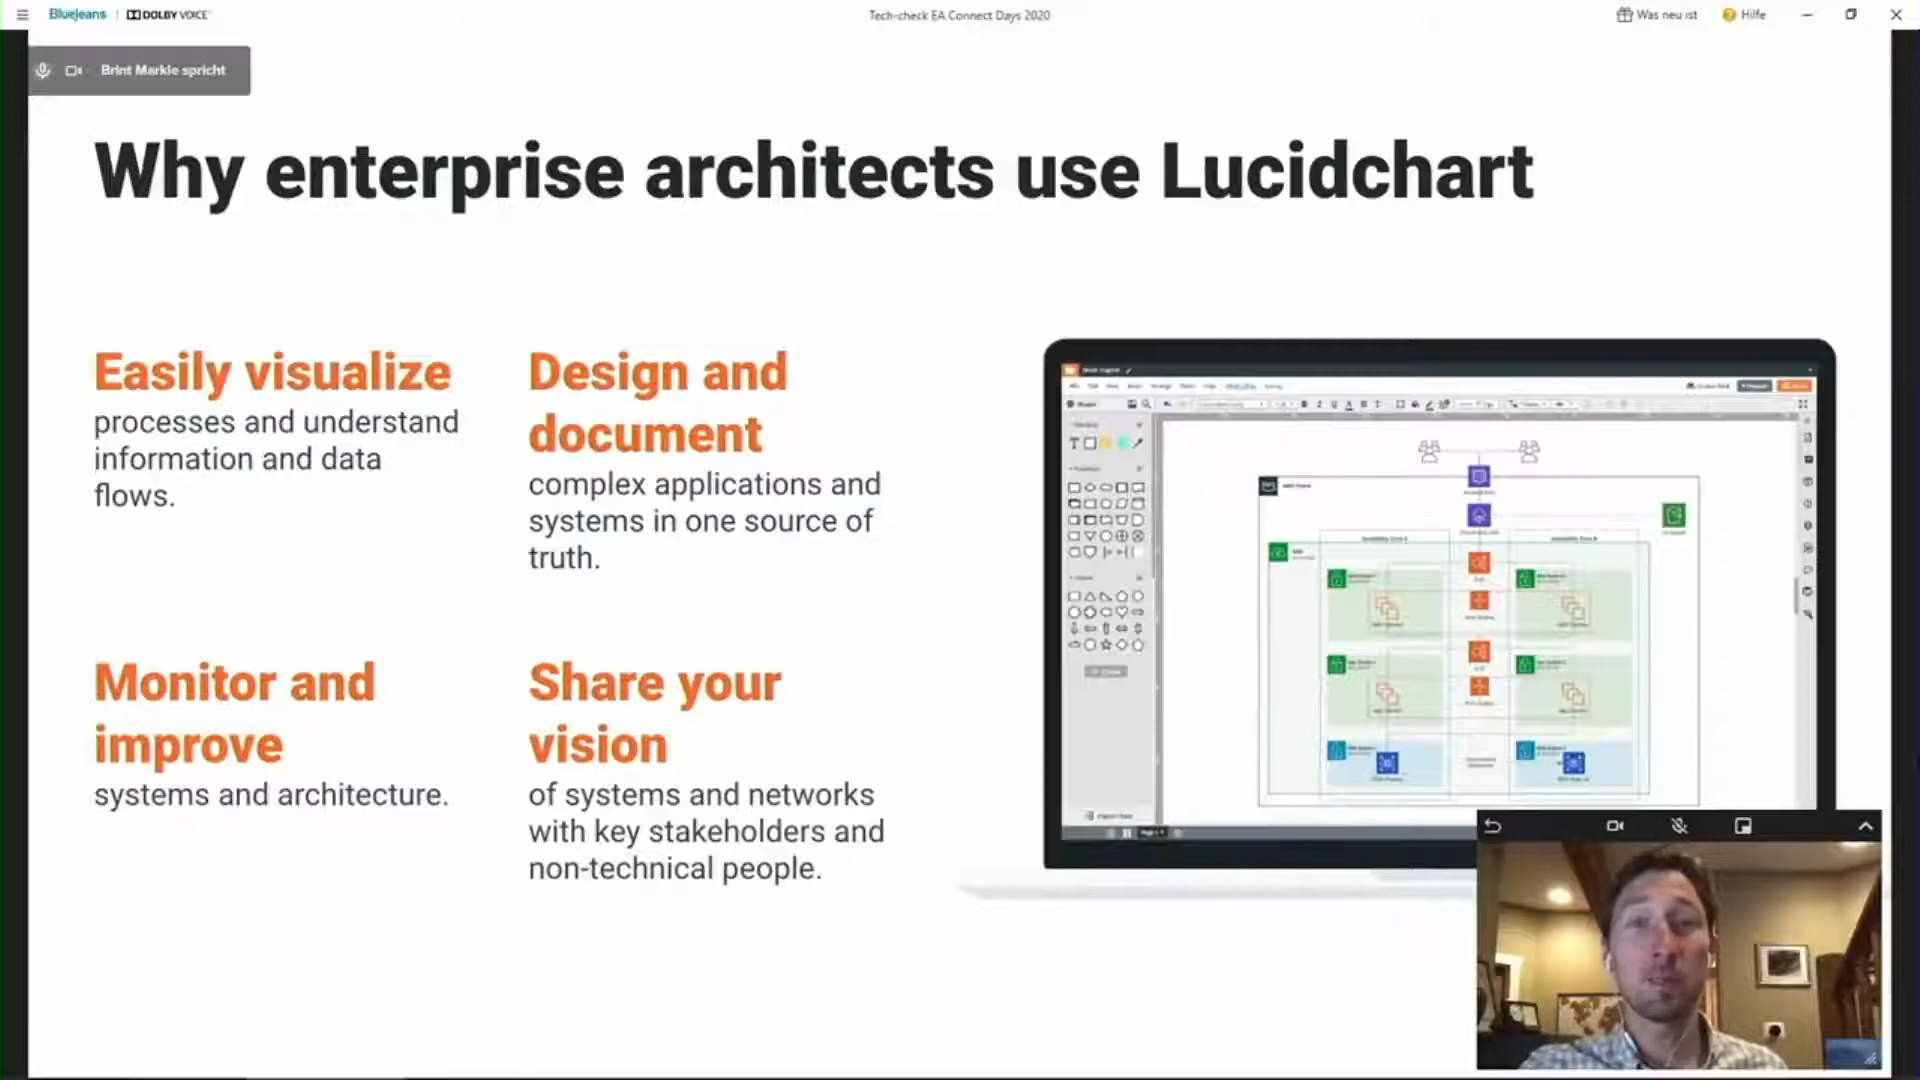 BlueJeans | DOLBY VOICE
Tech-check EA Connect Days 2020
Was neu ist
Hilfe
Brint Markle spricht
Why enterprise architects use Lucidchart
Easily visualize
processes and understand
information and data
flows.
Design and
document
complex applications and
systems in one source of
truth.
Monitor and
improve
systems and architecture.
Share your
vision
of systems and networks
with key stakeholders and
non-technical people.